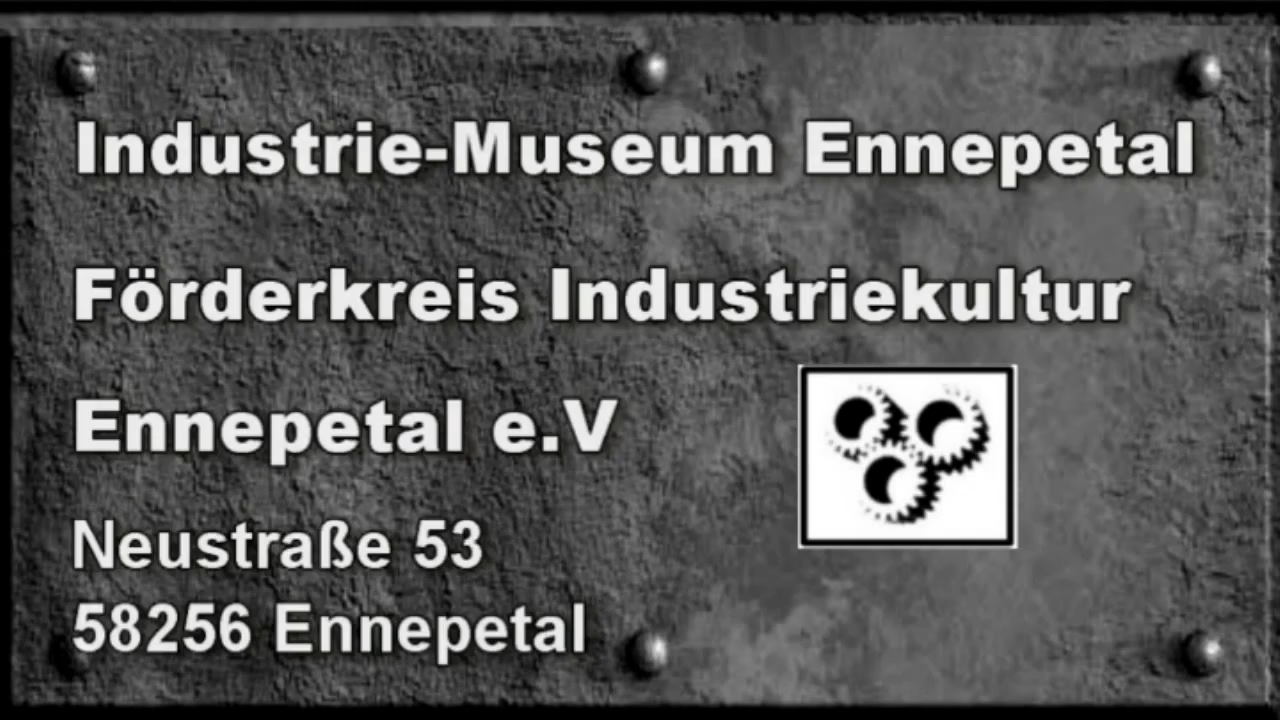 Industrie-Museum Ennepetal
Förderkreis Industriekultur
Ennepetal e.V
Neustraße 53
58256 Ennepetal